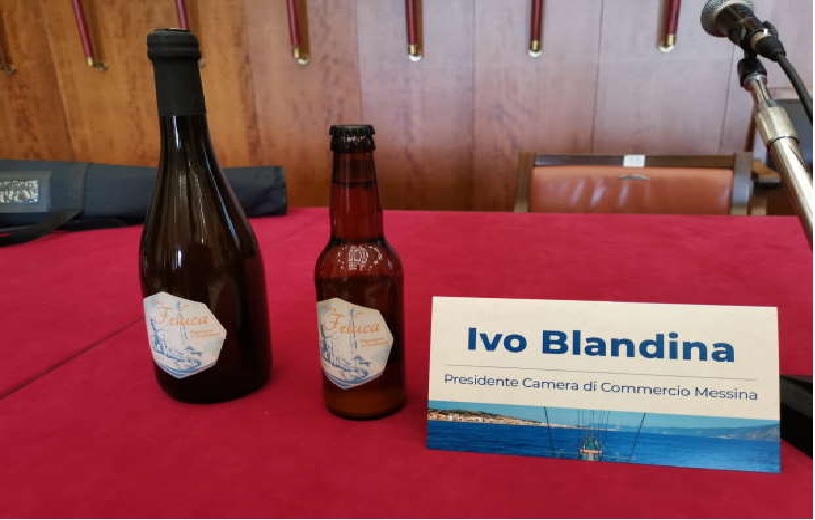 Feluca
Feluca
Ivo Blandina
Presidente Camera di Commercio Messina